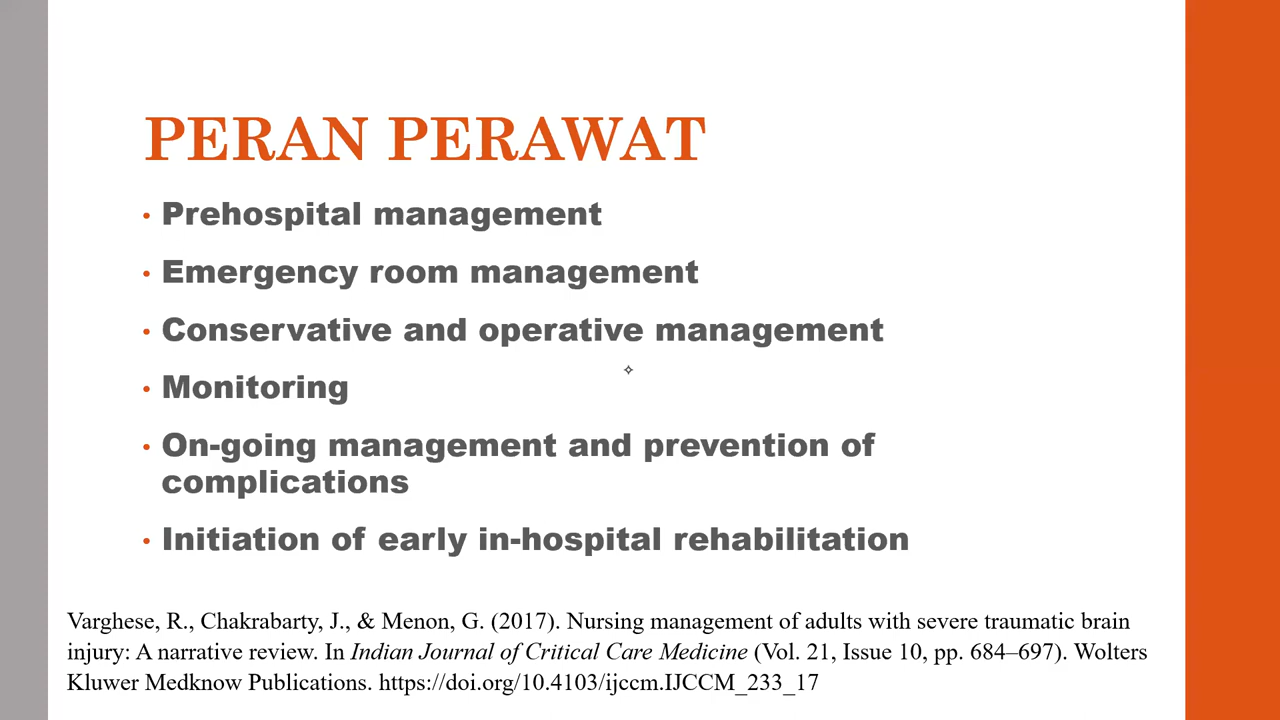 PERAN PERAWAT
• Prehospital management
• Emergency room management
• Conservative and operative management
• Monitoring
• On-going management and prevention of
complications
• Initiation of early in-hospital rehabilitation
Varghese, R., Chakrabarty, J., & Menon, G. (2017). Nursing management of adults with severe traumatic brain
injury: A narrative review. In Indian Journal of Critical Care Medicine (Vol. 21, Issue 10, pp. 684–697). Wolters
Kluwer Medknow Publications. https://doi.org/10.4103/ijccm.IJCCM_233_17